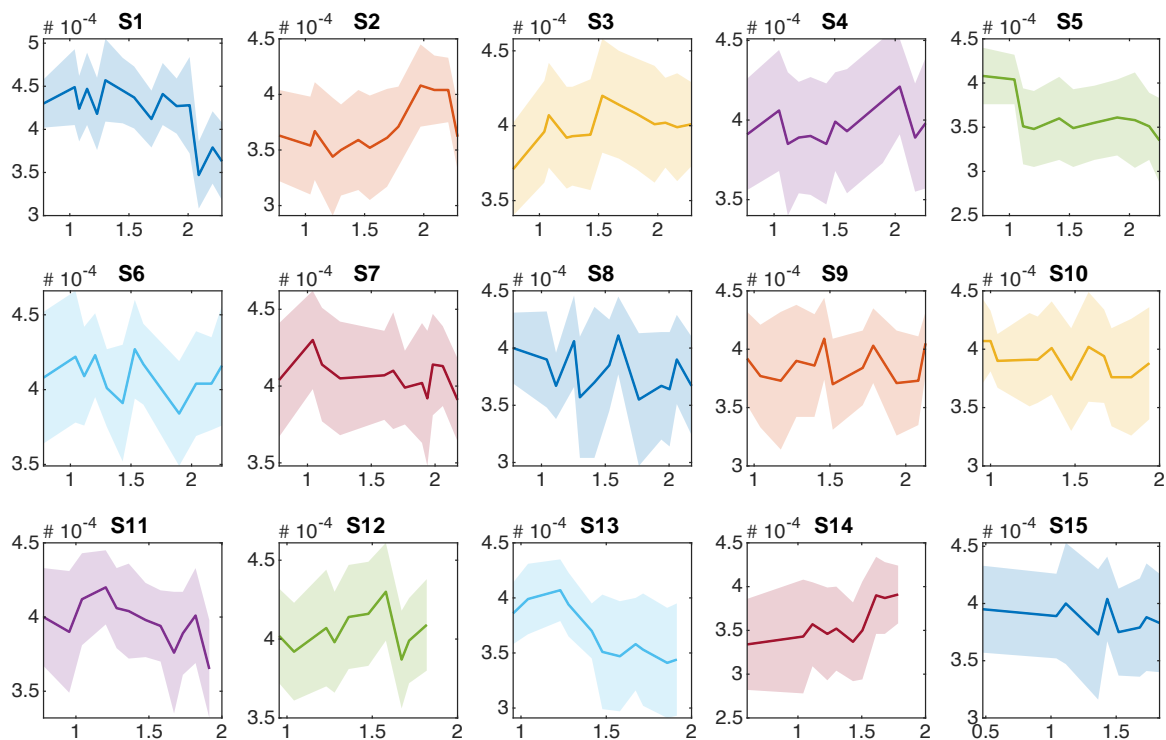 S1 S2 S3 S4 S5
# 10-4 # 10-4 # 10-4 # 10-4 # 10-4
5 4.5 4.5 4.5 4.5
4.5 4 4 4 4
4 3.5 3.5 3.5 3.5
3.5 3 3
3 2.5
1 1.5 2 1 1.5 2 1 1.5 2 1 1.5 2 1 1.5 2
S6 S7 S8 S9 S10
# 10-4 # 10-4 # 10-4 # 10-4 # 10-4
4.5 4.5 4.5 4.5 4.5
4 4 4 4 4
3.5 3.5 3.5 3.5 3.5
3 3 3
1 1.5 2 1 1.5 2 1 1.5 2 1 1.5 2 1 1.5 2
S11 S12 S13 S14 S15
# 10-4 # 10-4 # 10-4 # 10-4 # 10-4
4.5 4.5 4.5 4.5 4.5
4 4 4 4 4
3.5 3.5 3.5 3.5 3.5
3 3 3
2.5
1 1.5 2 1 1.5 2 1 1.5 2 1 1.5 2 0.5 1 1.5